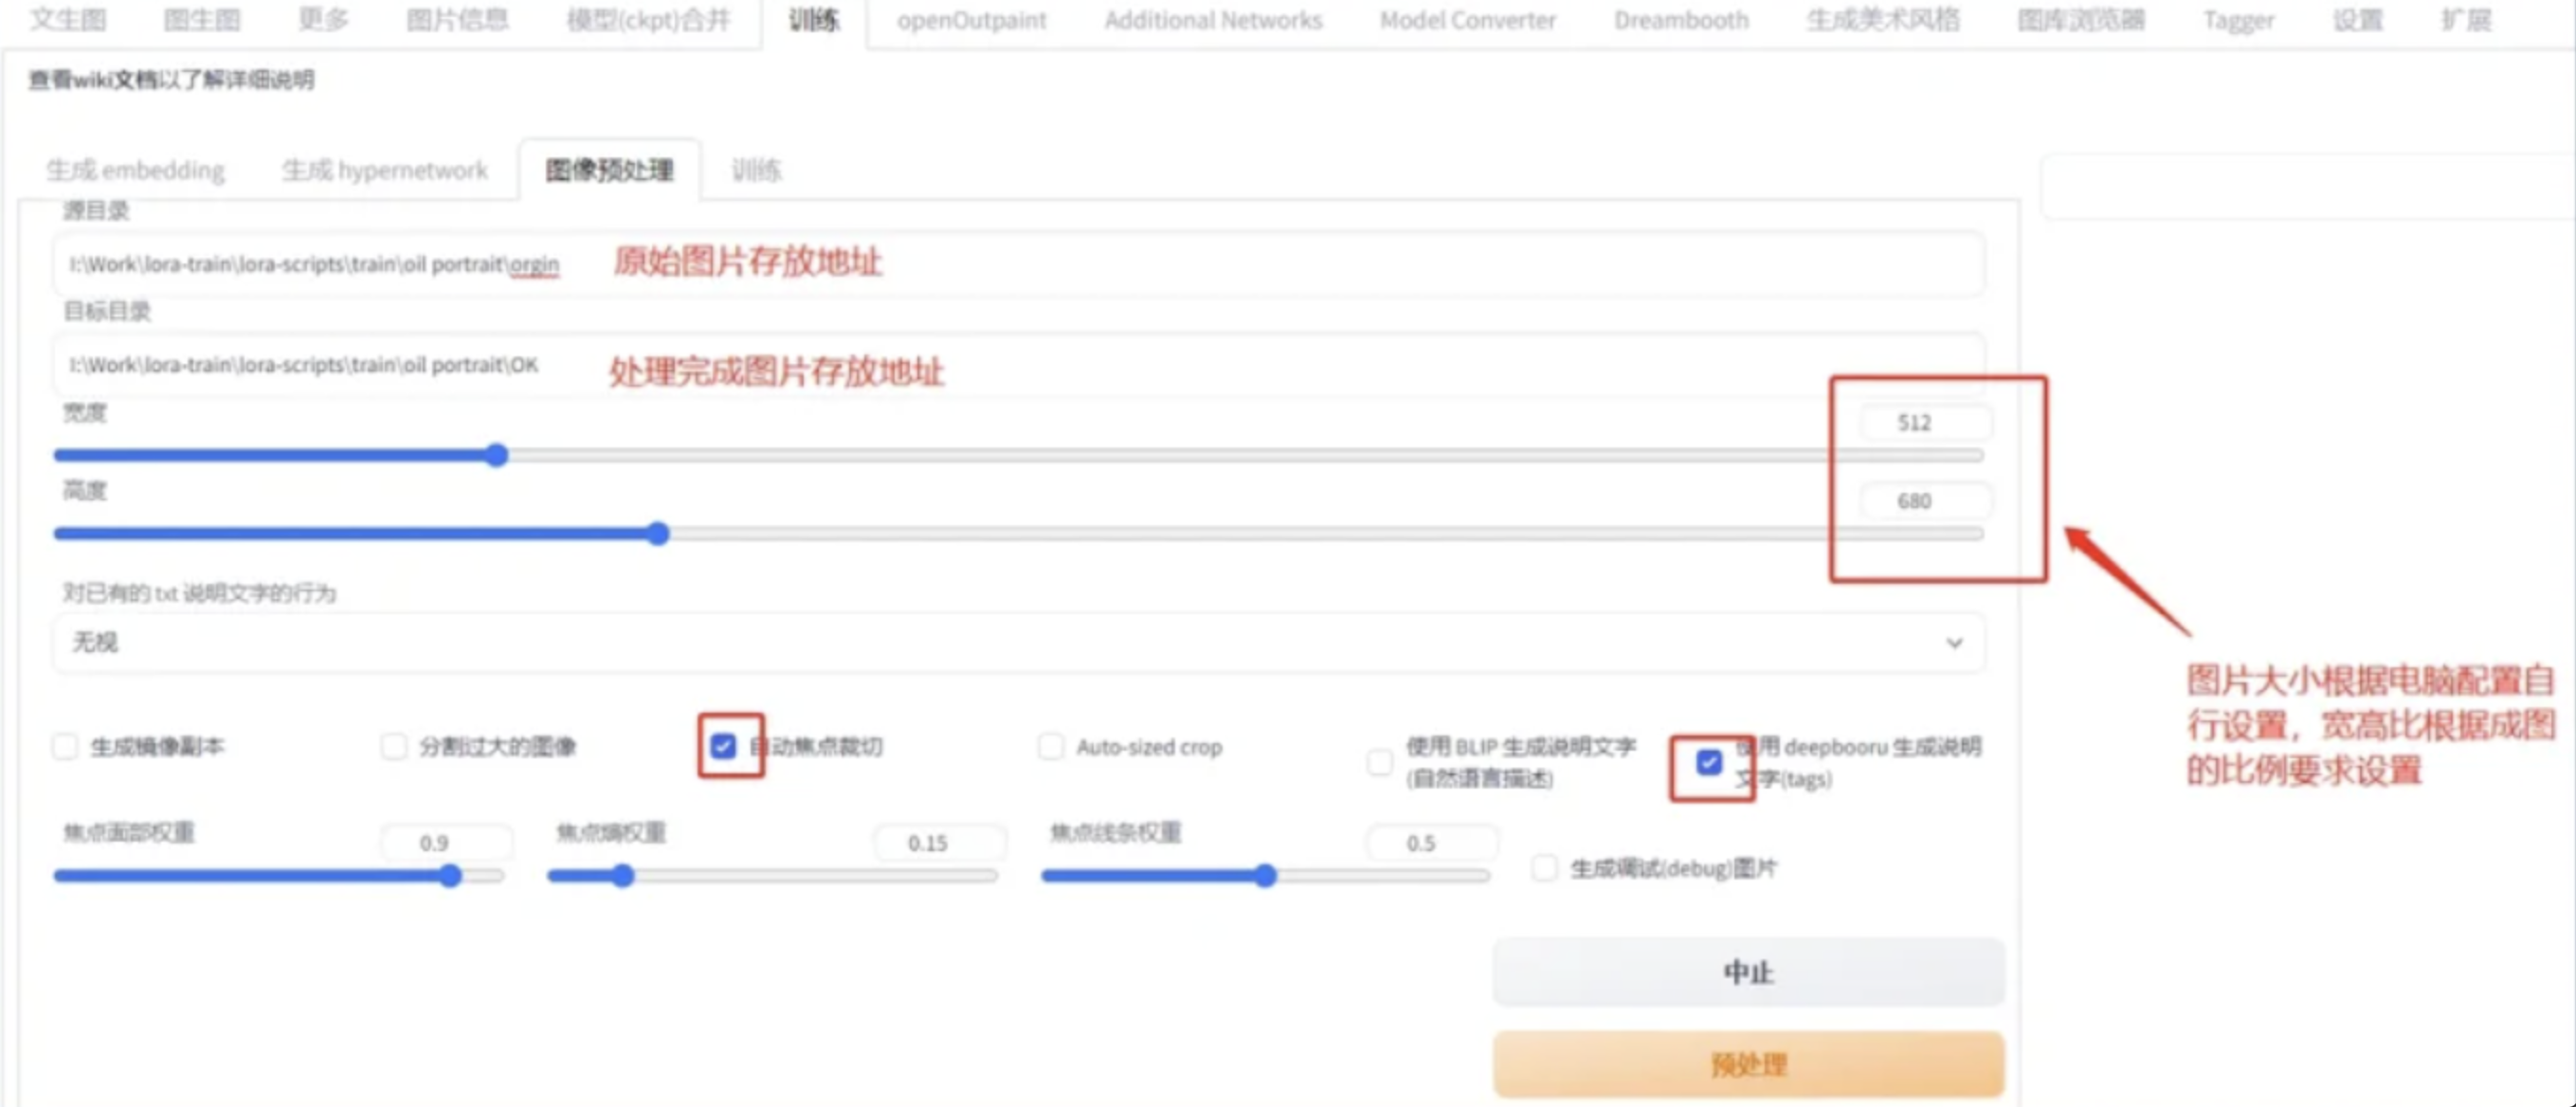 文生图 图生图 更多 图片信息 模型(ckpt)合并 训练 openOutpaint Additional Networks Model Converter Dreambooth 生成美术风格 图库浏览器 Tagger 设置 扩展
查看wiki文档以了解详细说明
生成 embedding 生成 hypernetwork 图像预处理 训练
源目录
I:\Work\lora-train\lora-scripts\train\oil portrait\orgin 原始图片存放地址
目标目录
I:\Work\lora-train\lora-scripts\train\oil portrait\OK 处理完成图片存放地址
宽度 512
高度 680
对已有的 txt 说明文字的行为
无视
图片大小根据电脑配置自
行设置，宽高比根据成图
的比例要求设置
生成镜像副本 分割过大的图像 自动焦点裁切 Auto-sized crop 使用 BLIP 生成说明文字 使用 deepbooru 生成说明
(自然语言描述) 文字(tags)
焦点面部权重 0.9 焦点熵权重 0.15 焦点线条权重 0.5 生成调试(debug)图片
中止
预处理